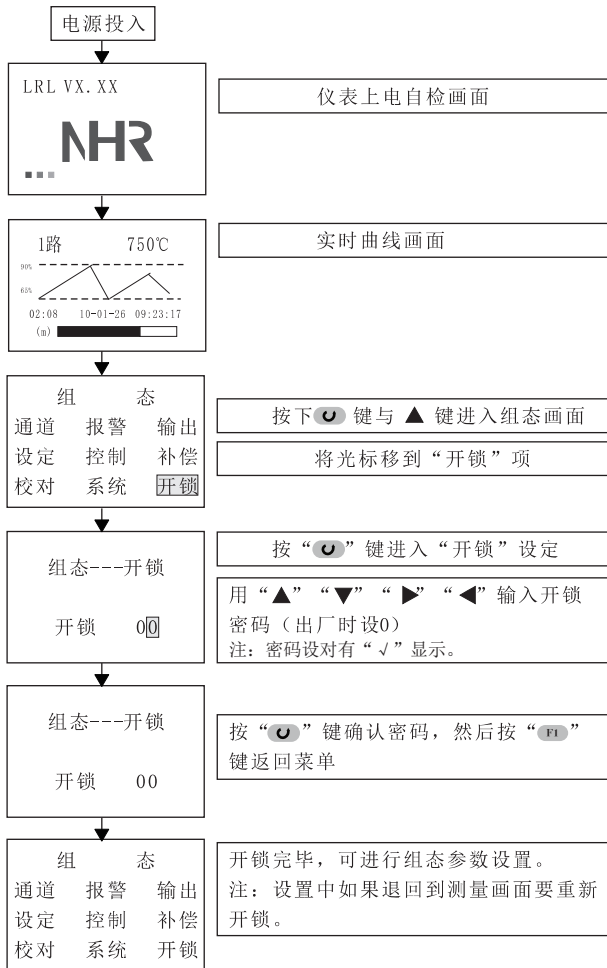 电源投入
LRL VX.XX
NHR
仪表上电自检画面
1路 750℃
90%
65%
02:08 10-01-26 09:23:17
(m)
实时曲线画面
组 态
通道 报警 输出
设定 控制 补偿
校对 系统 开锁
按下 键与 ▲ 键进入组态画面
将光标移到“开锁”项
组态---开锁
开锁 00
按“ ”键进入“开锁”设定
用“▲”“▼”“▶”“◀”输入开锁
密码（出厂时设0）
注：密码设对有“√”显示。
组态---开锁
开锁 00
按“ ”键确认密码，然后按“F1”
键返回菜单
组 态
通道 报警 输出
设定 控制 补偿
校对 系统 开锁
开锁完毕，可进行组态参数设置。
注：设置中如果退回到测量画面要重新
开锁。